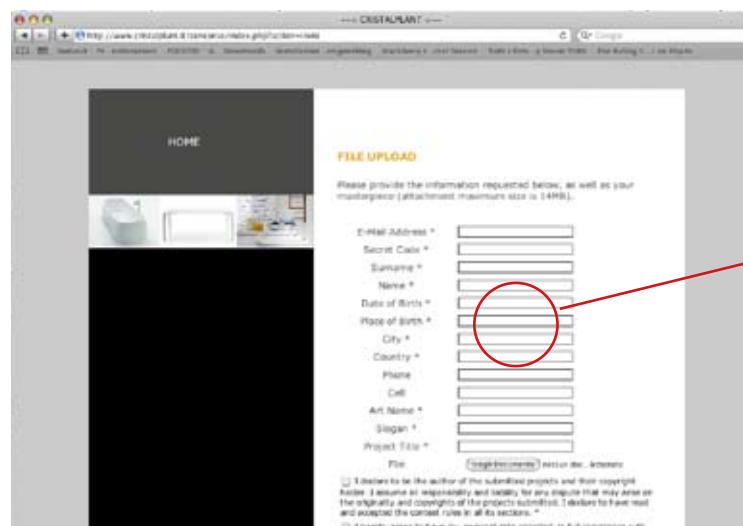 --- CRISTALPLANT ---
Google
HOME
FILE UPLOAD
Please provide the information requested below, as well as your
masterpiece (attachment maximum size is 14MB).
E-Mail Address *
Secret Code *
Surname *
Name *
Date of Birth *
Place of Birth *
City *
Country *
Phone
Cell
Art Name *
Slogan *
Project Title *
File
I declare to be the author of the submitted projects and their copyright
holder. I assume all responsibility and liability for any dispute that may arise on
the originality and copyrights of the projects submitted. I declare to have read
and accepted the contest rules in all its sections. *